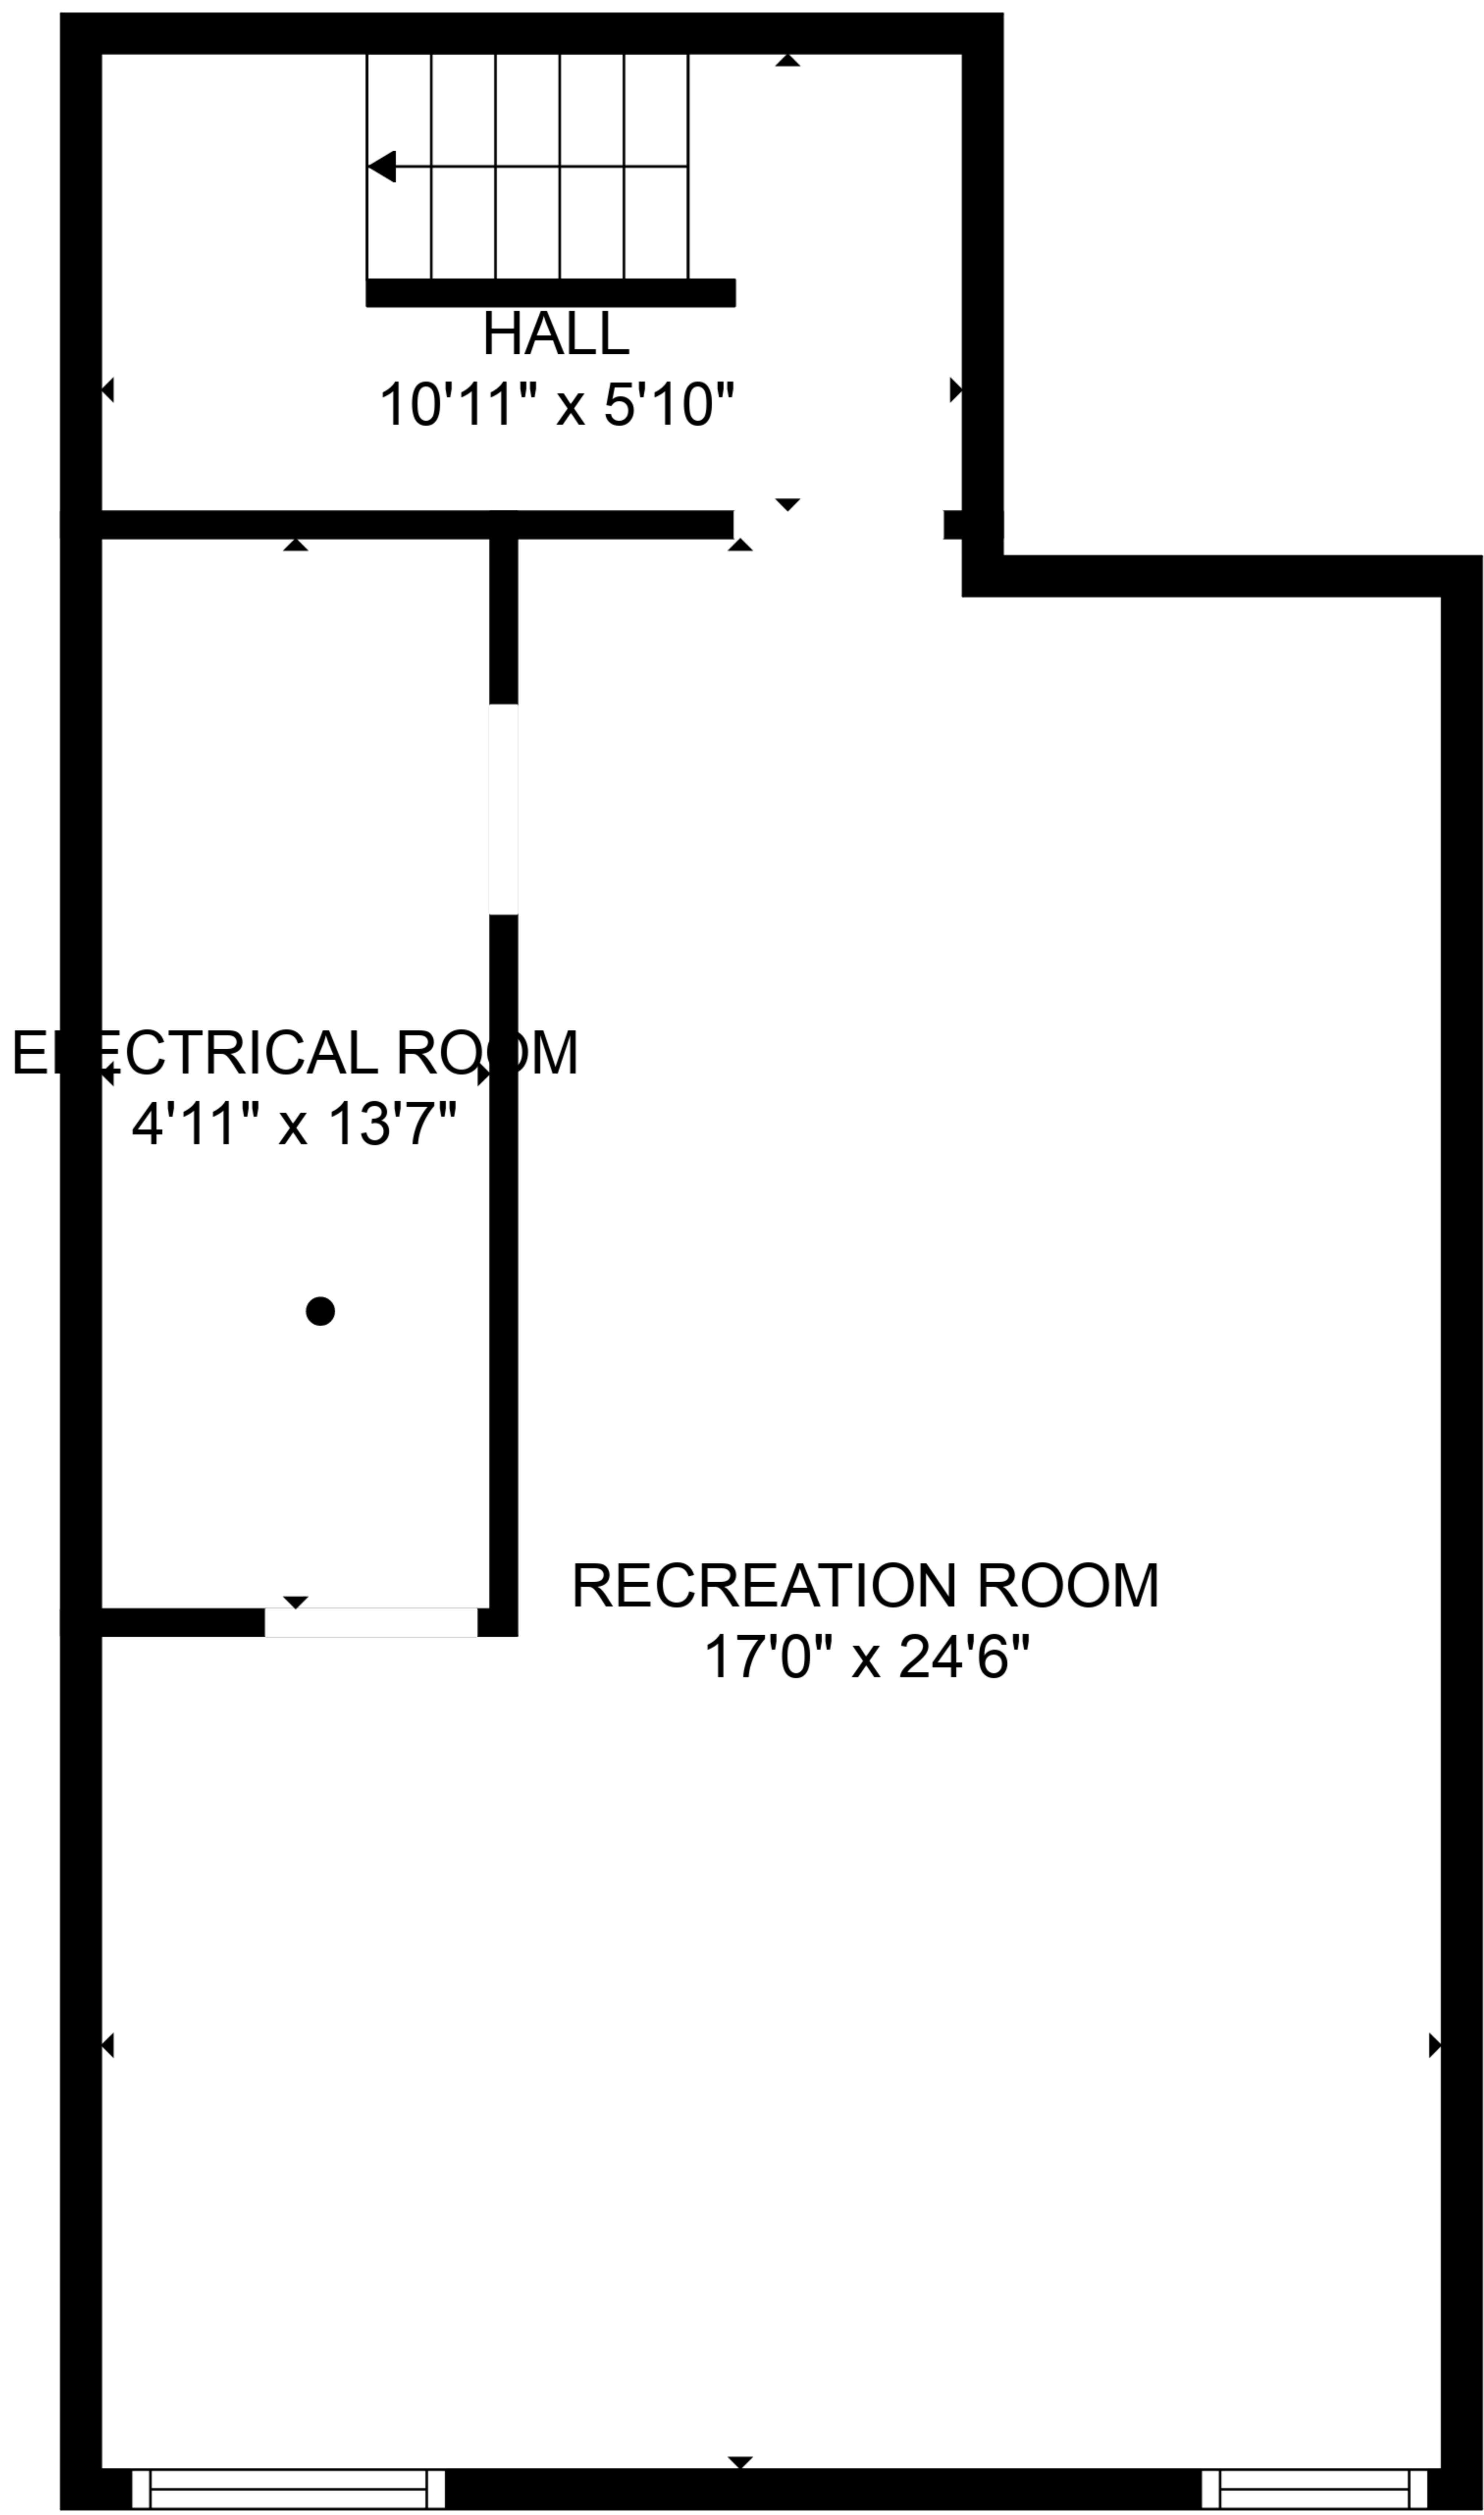 HALL
10'11" x 5'10"
ELECTRICAL ROOM
4'11" x 13'7"
RECREATION ROOM
17'0" x 24'6"